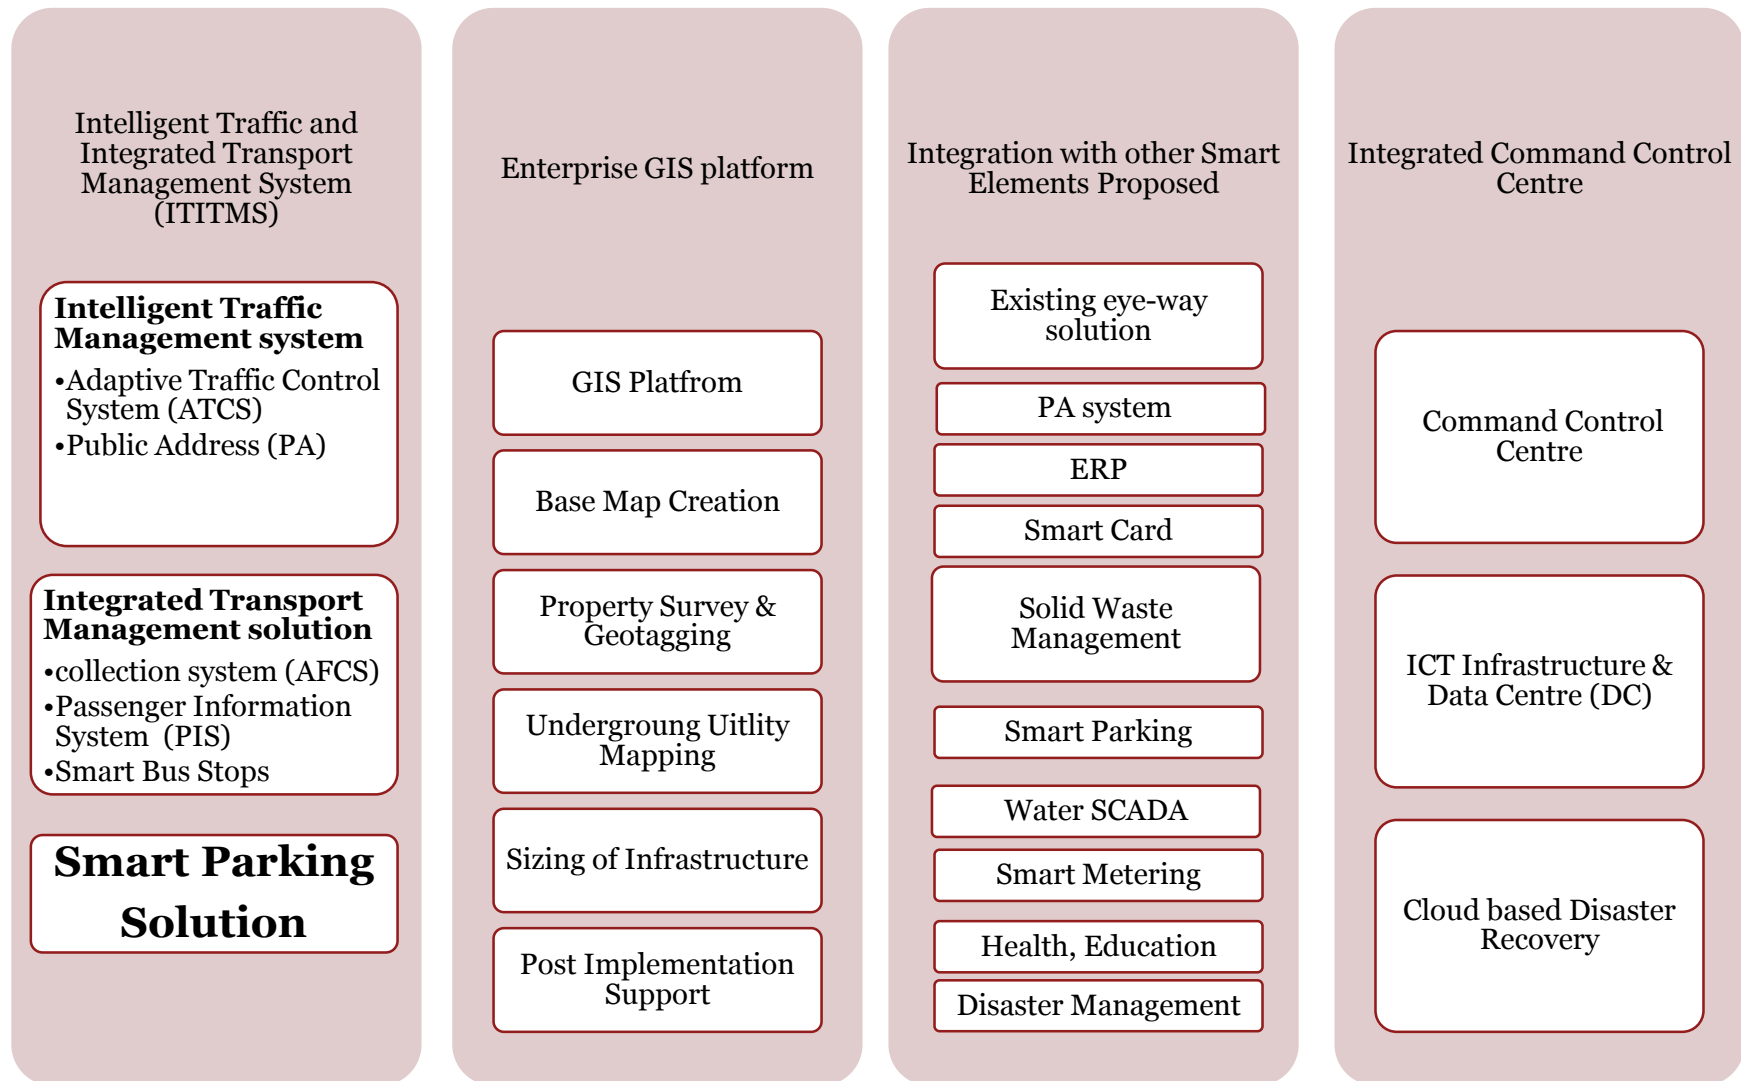 Intelligent Traffic and
Integrated Transport
Management System
(ITITMS)
Intelligent Traffic
Management system
•Adaptive Traffic Control
System (ATCS)
•Public Address (PA)
Integrated Transport
Management solution
•collection system (AFCS)
•Passenger Information
System (PIS)
•Smart Bus Stops
Smart Parking
Solution
Enterprise GIS platform
GIS Platfrom
Base Map Creation
Property Survey &
Geotagging
Undergroung Uitlity
Mapping
Sizing of Infrastructure
Post Implementation
Support
Integration with other Smart
Elements Proposed
Existing eye-way
solution
PA system
ERP
Smart Card
Solid Waste
Management
Smart Parking
Water SCADA
Smart Metering
Health, Education
Disaster Management
Integrated Command Control
Centre
Command Control
Centre
ICT Infrastructure &
Data Centre (DC)
Cloud based Disaster
Recovery